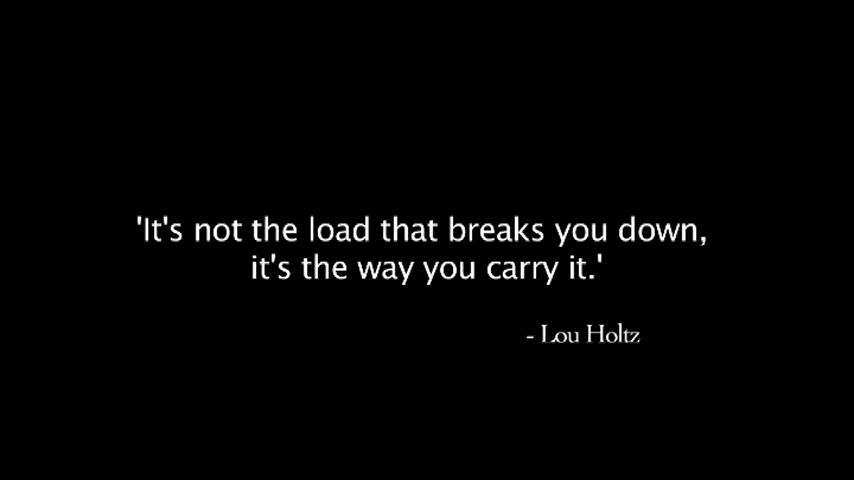 'It's not the load that breaks you down,
it's the way you carry it.'
- Lou Holtz